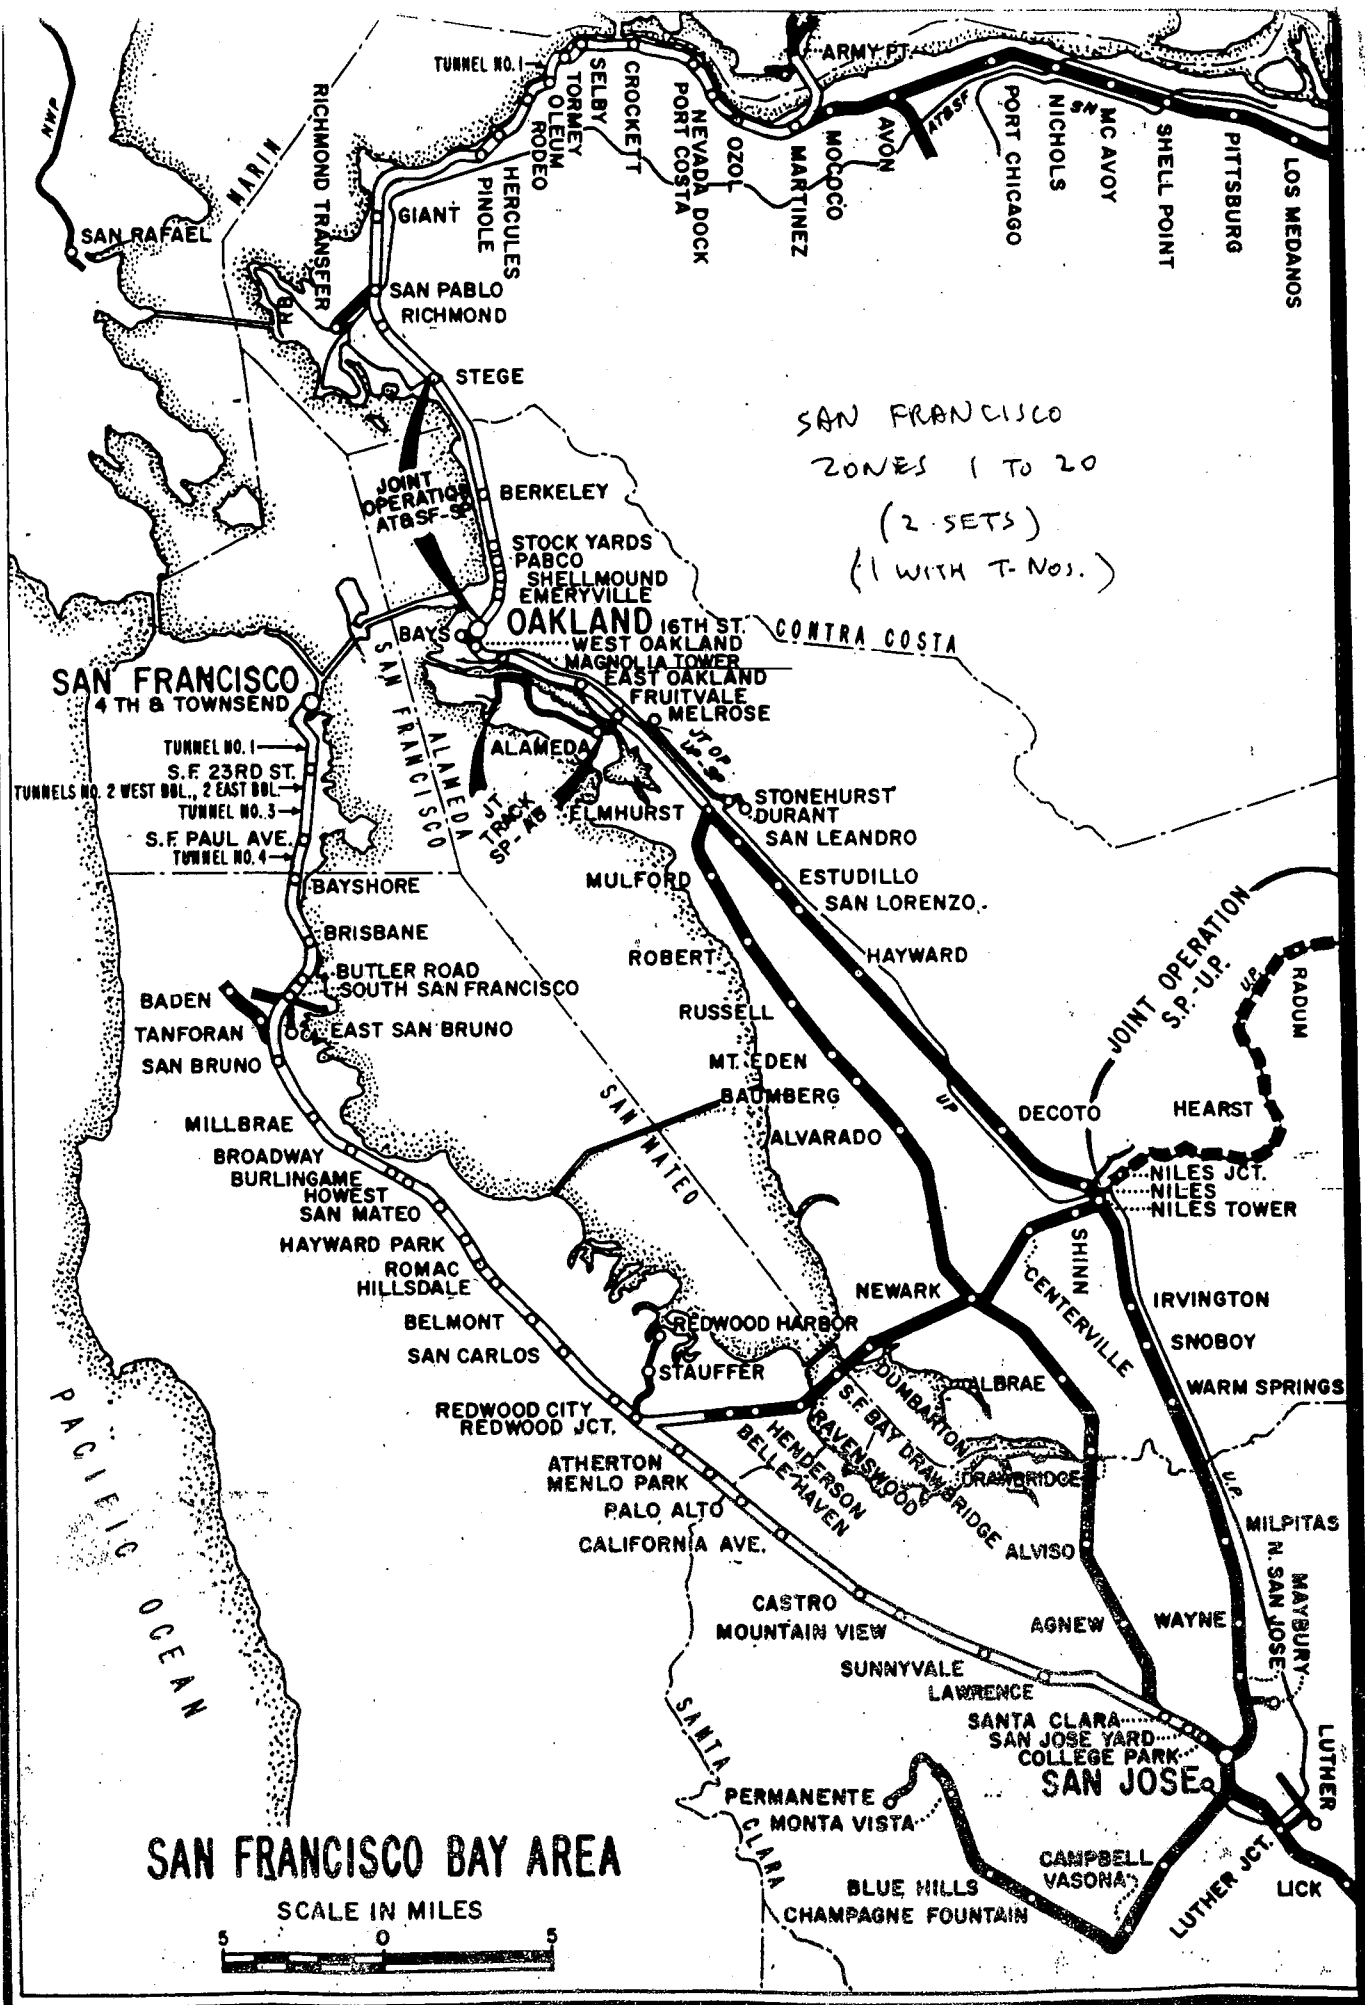 NWP
MARIN
SAN RAFAEL
RICHMOND TRANSFER
R.B.
TUNNEL NO. 1
TORMEY
OLEUM
RODEO
SELBY
CROCKETT
HERCULES
PINOLE
GIANT
SAN PABLO
RICHMOND
STEGE
NEVADA DOCK
PORT COSTA
OZOL
MARTINEZ
ARMY PT.
MOCOCO
AVON
AT&SF
PORT CHICAGO
NICHOLS
SN
MC AVOY
SHELL POINT
PITTSBURG
LOS MEDANOS
SAN FRANCISCO
ZONES 1 TO 20
(2 SETS)
(1 WITH T-NOS.)
JOINT
OPERATION
AT&SF-SP
BERKELEY
STOCK YARDS
PABCO
SHELLMOUND
EMERYVILLE
OAKLAND 16TH ST.
BAYS
WEST OAKLAND
MAGNOLIA TOWER
EAST OAKLAND
FRUITVALE
MELROSE
CONTRA COSTA
SAN FRANCISCO
4 TH & TOWNSEND
SAN FRANCISCO
ALAMEDA
ALAMEDA
JT OP
UP-SP
TUNNEL NO. 1
S.F. 23RD ST.
TUNNELS NO. 2 WEST BBL., 2 EAST BBL.
TUNNEL NO. 3
S.F. PAUL AVE.
TUNNEL NO. 4
JT
TRACK
SP-AB
ELMHURST
STONEHURST
DURANT
SAN LEANDRO
BAYSHORE
MULFORD
ESTUDILLO
SAN LORENZO
BRISBANE
ROBERT
HAYWARD
BUTLER ROAD
SOUTH SAN FRANCISCO
BADEN
TANFORAN
EAST SAN BRUNO
SAN BRUNO
RUSSELL
JOINT OPERATION
S.P.-U.P.
U.P.
RADUM
MT. EDEN
BAUMBERG
UP
DECOTO
HEARST
MILLBRAE
ALVARADO
SAN MATEO
BROADWAY
BURLINGAME
HOWEST
SAN MATEO
NILES JCT.
NILES
NILES TOWER
HAYWARD PARK
ROMAC
HILLSDALE
SHINN
CENTERVILLE
NEWARK
IRVINGTON
BELMONT
REDWOOD HARBOR
SNOBOY
SAN CARLOS
STAUFFER
DUMBARTON
ALBRAE
WARM SPRINGS
REDWOOD CITY
REDWOOD JCT.
S.F. BAY DRAWBRIDGE
RAVENSWOOD
HENDERSON
BELLE HAVEN
DRAWBRIDGE
U.P.
ATHERTON
MENLO PARK
PALO ALTO
CALIFORNIA AVE.
ALVISO
MILPITAS
N. SAN JOSE
MAYBURY
CASTRO
MOUNTAIN VIEW
AGNEW
WAYNE
SUNNYVALE
LAWRENCE
SANTA CLARA
SAN JOSE YARD
COLLEGE PARK
SAN JOSE
LUTHER
PACIFIC OCEAN
SANTA CLARA
PERMANENTE
MONTA VISTA
CAMPBELL
VASONA
LUTHER JCT.
LICK
BLUE HILLS
CHAMPAGNE FOUNTAIN
SAN FRANCISCO BAY AREA
SCALE IN MILES
5 0 5